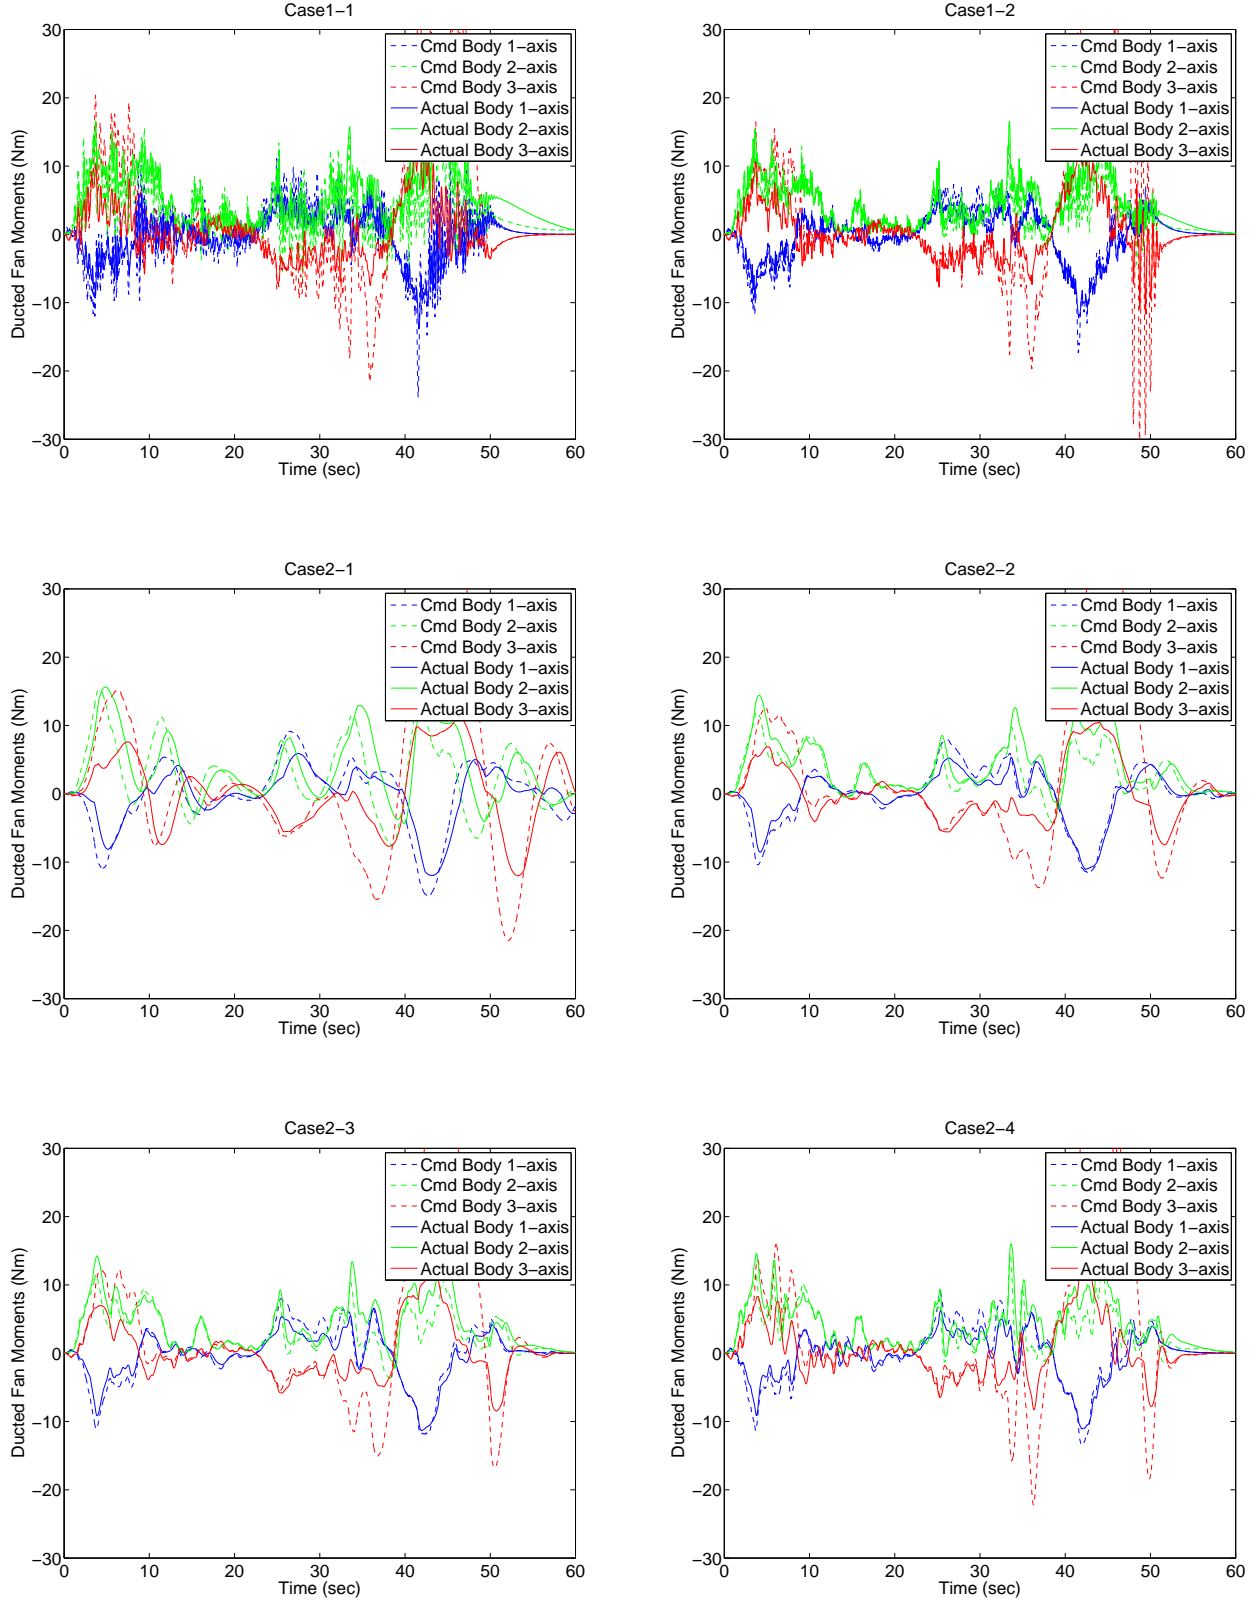 Case1−1
30
20
10
0
−10
−20
−30
Ducted Fan Moments (Nm)
0 10 20 30 40 50 60
Time (sec)
Cmd Body 1−axis
Cmd Body 2−axis
Cmd Body 3−axis
Actual Body 1−axis
Actual Body 2−axis
Actual Body 3−axis
Case1−2
30
20
10
0
−10
−20
−30
Ducted Fan Moments (Nm)
0 10 20 30 40 50 60
Time (sec)
Cmd Body 1−axis
Cmd Body 2−axis
Cmd Body 3−axis
Actual Body 1−axis
Actual Body 2−axis
Actual Body 3−axis
Case2−1
30
20
10
0
−10
−20
−30
Ducted Fan Moments (Nm)
0 10 20 30 40 50 60
Time (sec)
Cmd Body 1−axis
Cmd Body 2−axis
Cmd Body 3−axis
Actual Body 1−axis
Actual Body 2−axis
Actual Body 3−axis
Case2−2
30
20
10
0
−10
−20
−30
Ducted Fan Moments (Nm)
0 10 20 30 40 50 60
Time (sec)
Cmd Body 1−axis
Cmd Body 2−axis
Cmd Body 3−axis
Actual Body 1−axis
Actual Body 2−axis
Actual Body 3−axis
Case2−3
30
20
10
0
−10
−20
−30
Ducted Fan Moments (Nm)
0 10 20 30 40 50 60
Time (sec)
Cmd Body 1−axis
Cmd Body 2−axis
Cmd Body 3−axis
Actual Body 1−axis
Actual Body 2−axis
Actual Body 3−axis
Case2−4
30
20
10
0
−10
−20
−30
Ducted Fan Moments (Nm)
0 10 20 30 40 50 60
Time (sec)
Cmd Body 1−axis
Cmd Body 2−axis
Cmd Body 3−axis
Actual Body 1−axis
Actual Body 2−axis
Actual Body 3−axis